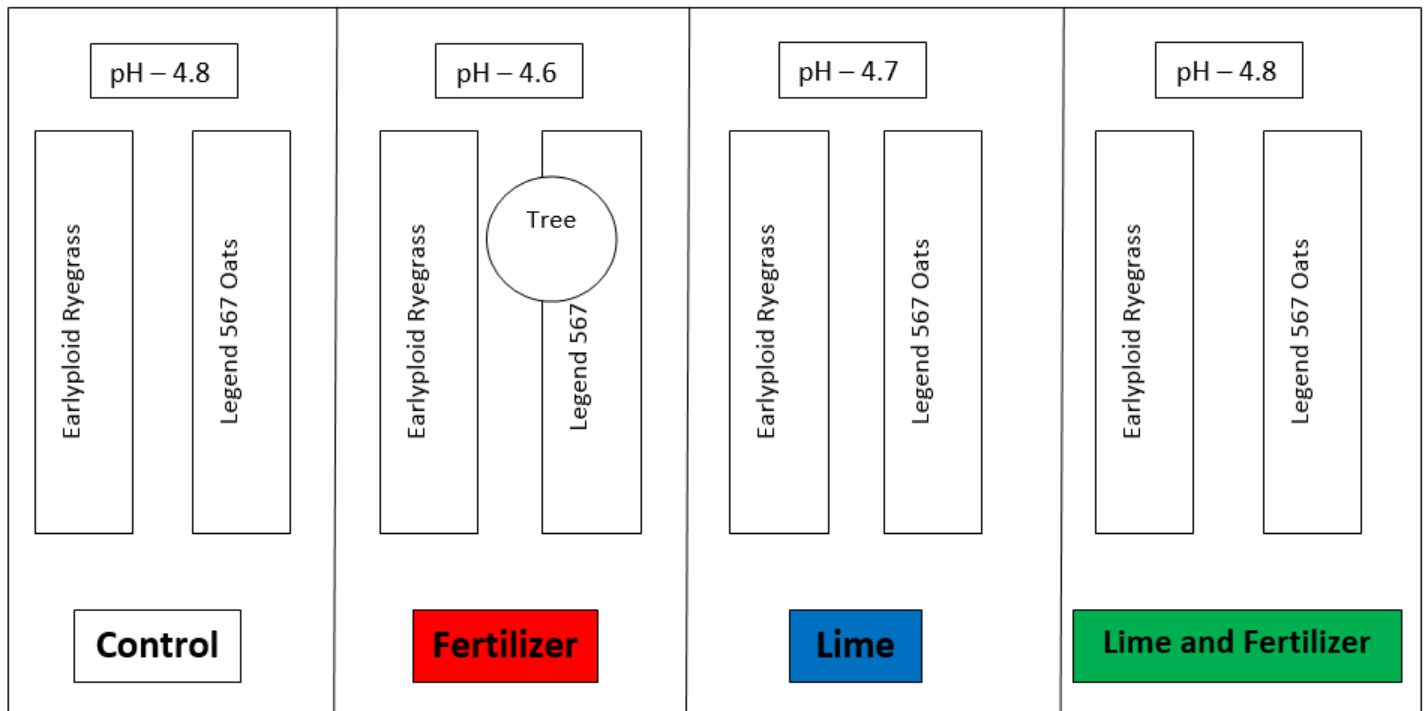 pH – 4.8
pH – 4.6
pH – 4.7
pH – 4.8
Earlyploid Ryegrass
Legend 567 Oats
Earlyploid Ryegrass
Tree
Legend 567
Earlyploid Ryegrass
Legend 567 Oats
Earlyploid Ryegrass
Legend 567 Oats
Control
Fertilizer
Lime
Lime and Fertilizer